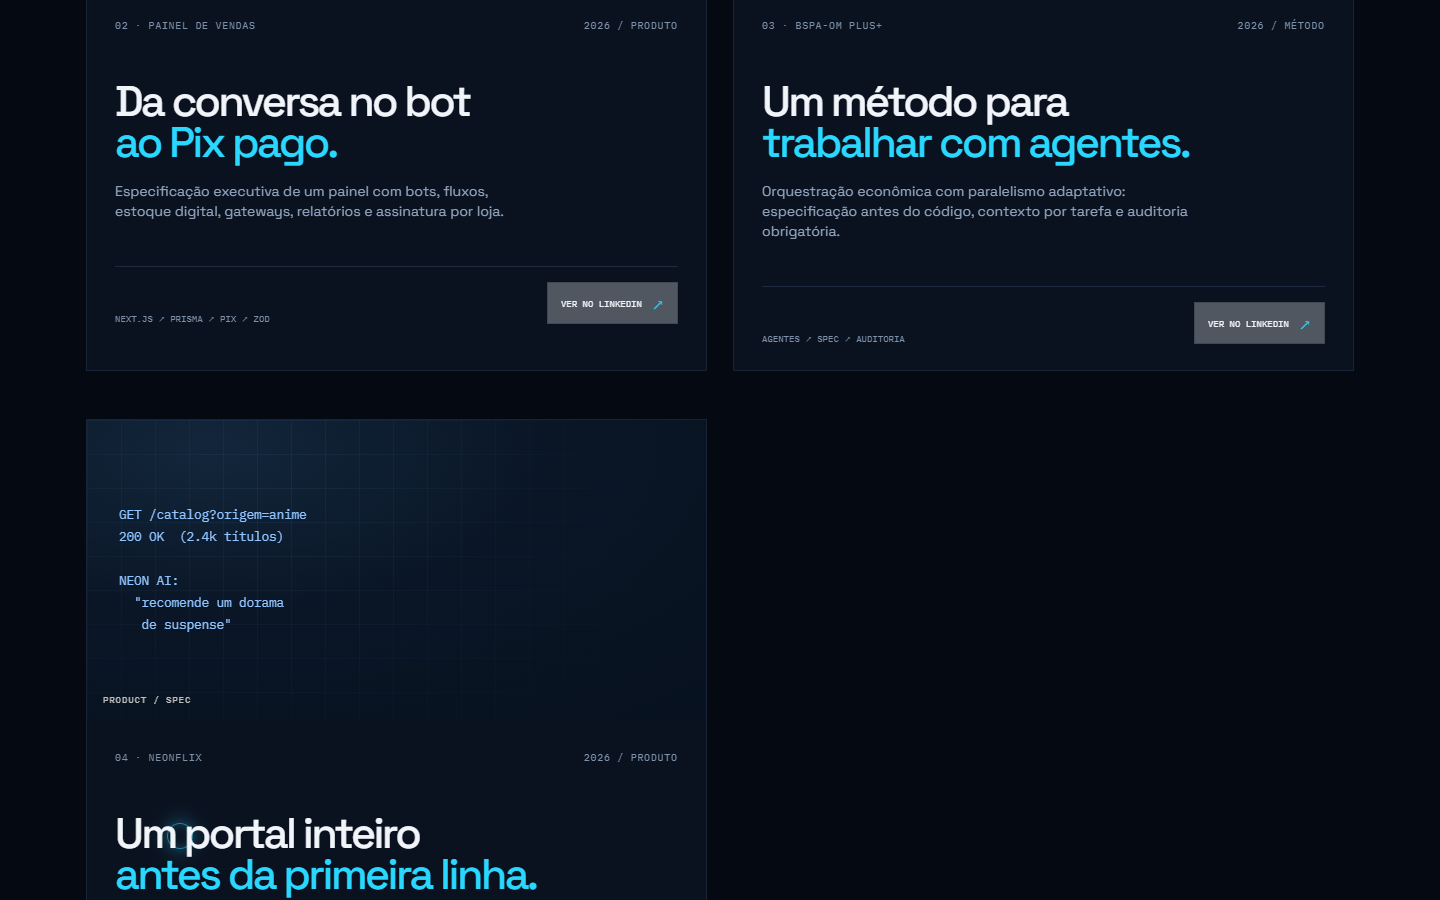 02 · PAINEL DE VENDAS
2026 / PRODUTO
Da conversa no bot
ao Pix pago.
Especificação executiva de um painel com bots, fluxos,
estoque digital, gateways, relatórios e assinatura por loja.
NEXT.JS ↗ PRISMA ↗ PIX ↗ ZOD
VER NO LINKEDIN ↗
03 · BSPA-OM PLUS+
2026 / MÉTODO
Um método para
trabalhar com agentes.
Orquestração econômica com paralelismo adaptativo:
especificação antes do código, contexto por tarefa e auditoria
obrigatória.
AGENTES ↗ SPEC ↗ AUDITORIA
VER NO LINKEDIN ↗
GET /catalog?origem=anime
200 OK (2.4k títulos)
NEON AI:
"recomende um dorama
de suspense"
PRODUCT / SPEC
04 · NEONFLIX
2026 / PRODUTO
Um portal inteiro
antes da primeira linha.